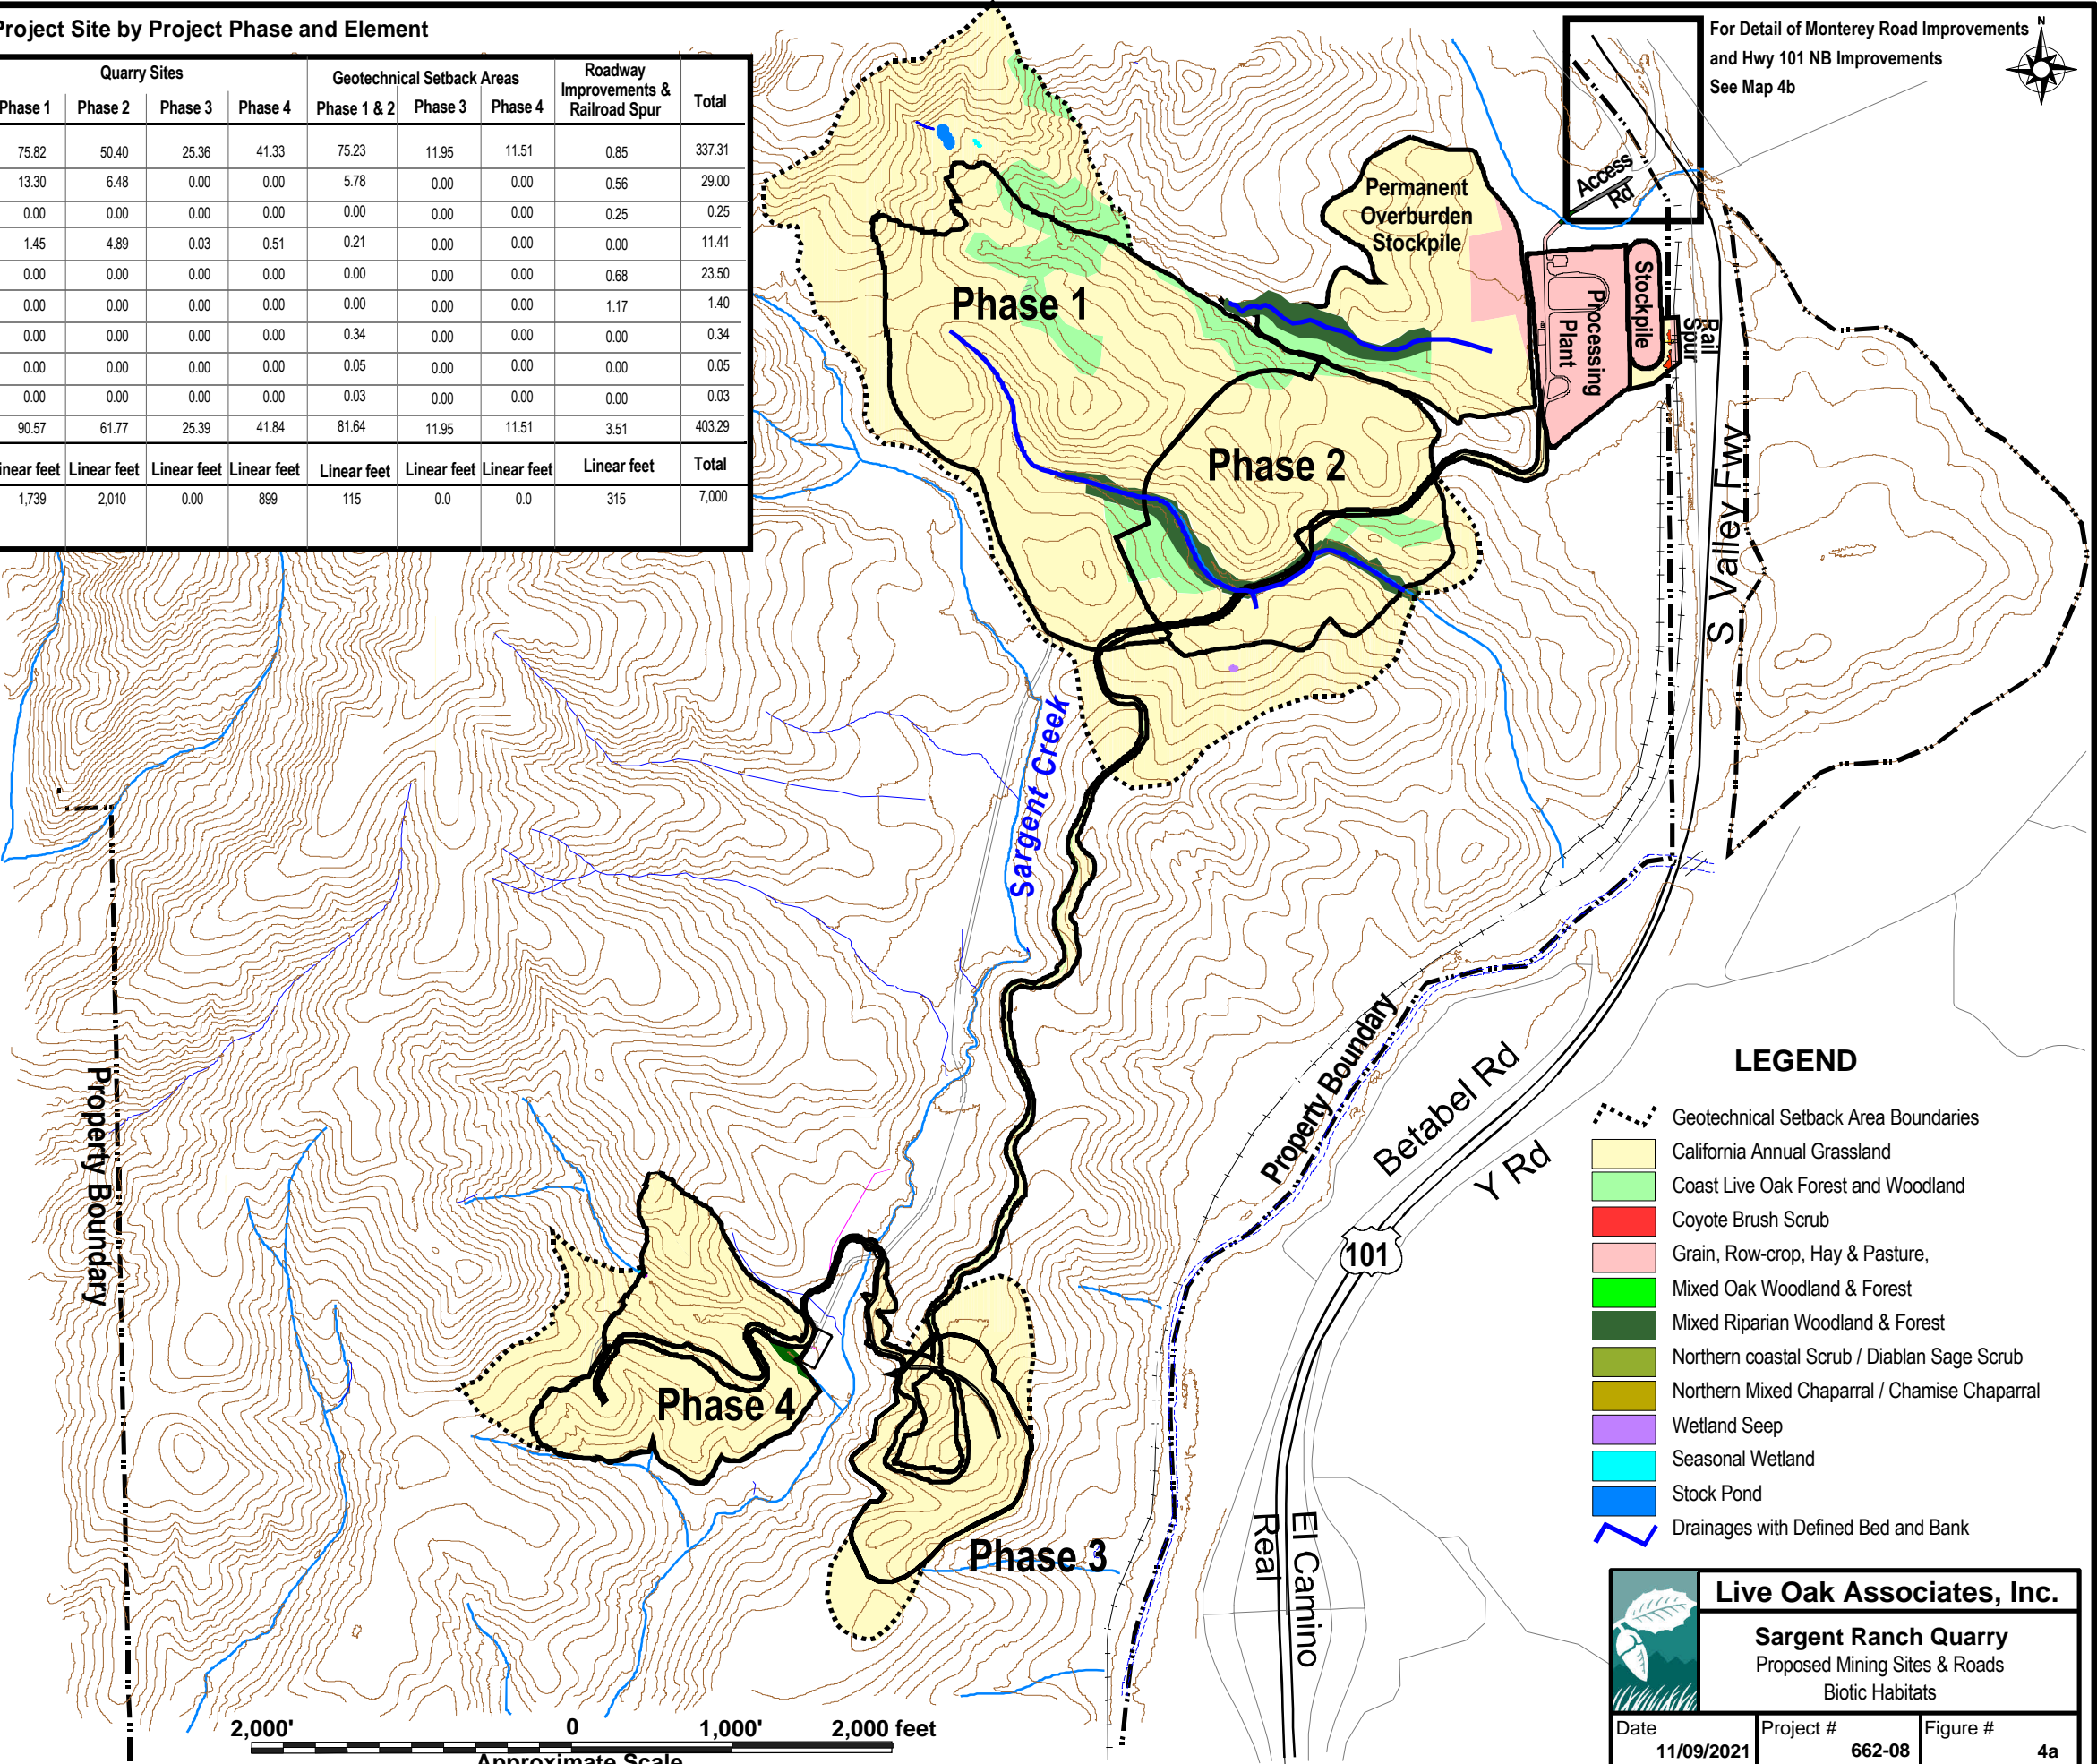 Project Site by Project Phase and Element
Quarry Sites
Geotechnical Setback Areas
Roadway Improvements & Railroad Spur
Total
Phase 1 Phase 2 Phase 3 Phase 4 Phase 1 & 2 Phase 3 Phase 4
75.82 50.40 25.36 41.33 75.23 11.95 11.51 0.85 337.31
13.30 6.48 0.00 0.00 5.78 0.00 0.00 0.56 29.00
0.00 0.00 0.00 0.00 0.00 0.00 0.00 0.25 0.25
1.45 4.89 0.03 0.51 0.21 0.00 0.00 0.00 11.41
0.00 0.00 0.00 0.00 0.00 0.00 0.00 0.68 23.50
0.00 0.00 0.00 0.00 0.00 0.00 0.00 1.17 1.40
0.00 0.00 0.00 0.00 0.34 0.00 0.00 0.00 0.34
0.00 0.00 0.00 0.00 0.05 0.00 0.00 0.00 0.05
0.00 0.00 0.00 0.00 0.03 0.00 0.00 0.00 0.03
90.57 61.77 25.39 41.84 81.64 11.95 11.51 3.51 403.29
Linear feet Linear feet Linear feet Linear feet Linear feet Linear feet Linear feet Linear feet Total
1,739 2,010 0.00 899 115 0.0 0.0 315 7,000
For Detail of Monterey Road Improvements
and Hwy 101 NB Improvements
See Map 4b
N
Access
Rd
Permanent
Overburden
Stockpile
Phase 1
Stockpile
Processing
Plant
Rail
Spur
Phase 2
S Valley Fwy
Sargent Creek
Property Boundary
Property Boundary
Betabel Rd
Y Rd
101
El Camino
Real
Phase 4
Phase 3
LEGEND
Geotechnical Setback Area Boundaries
California Annual Grassland
Coast Live Oak Forest and Woodland
Coyote Brush Scrub
Grain, Row-crop, Hay & Pasture,
Mixed Oak Woodland & Forest
Mixed Riparian Woodland & Forest
Northern coastal Scrub / Diablan Sage Scrub
Northern Mixed Chaparral / Chamise Chaparral
Wetland Seep
Seasonal Wetland
Stock Pond
Drainages with Defined Bed and Bank
Live Oak Associates, Inc.
Sargent Ranch Quarry
Proposed Mining Sites & Roads
Biotic Habitats
Date 11/09/2021
Project # 662-08
Figure # 4a
2,000' 0 1,000' 2,000 feet
Approximate Scale